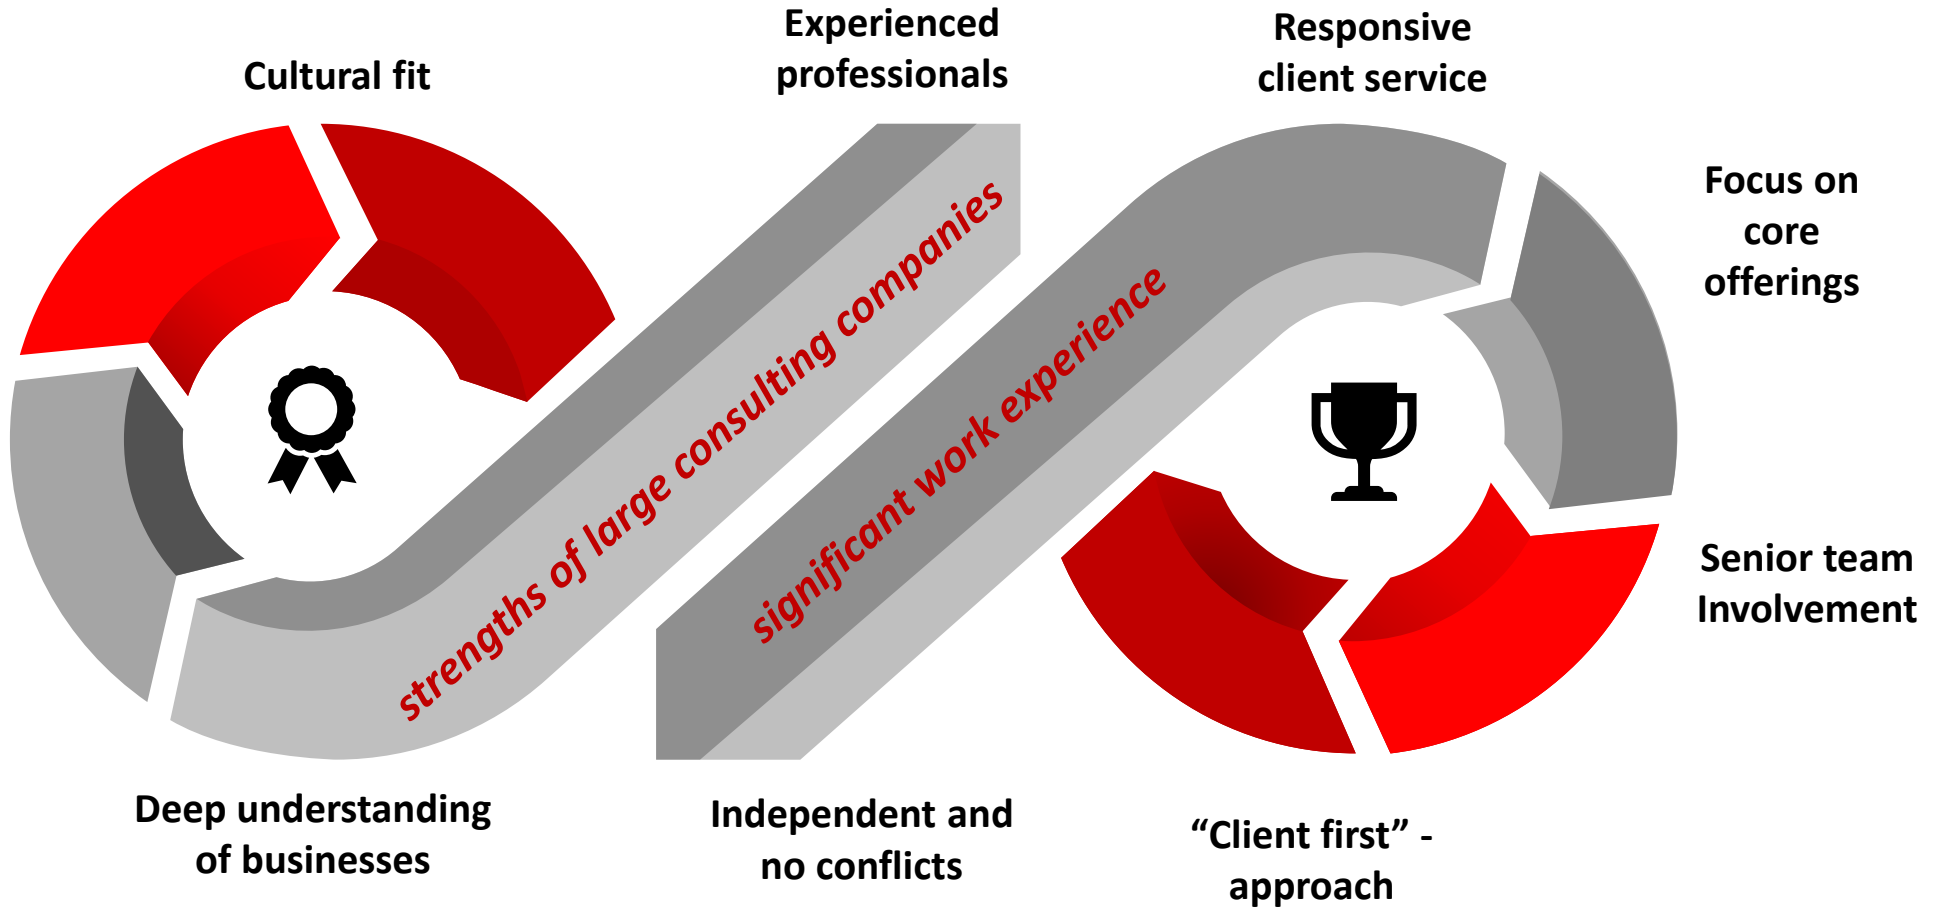 Experienced
professionals
Responsive
client service
Cultural fit
Focus on
core
offerings
strengths of large consulting companies
significant work experience
Senior team
Involvement
Deep understanding
of businesses
Independent and
no conflicts
“Client first” -
approach